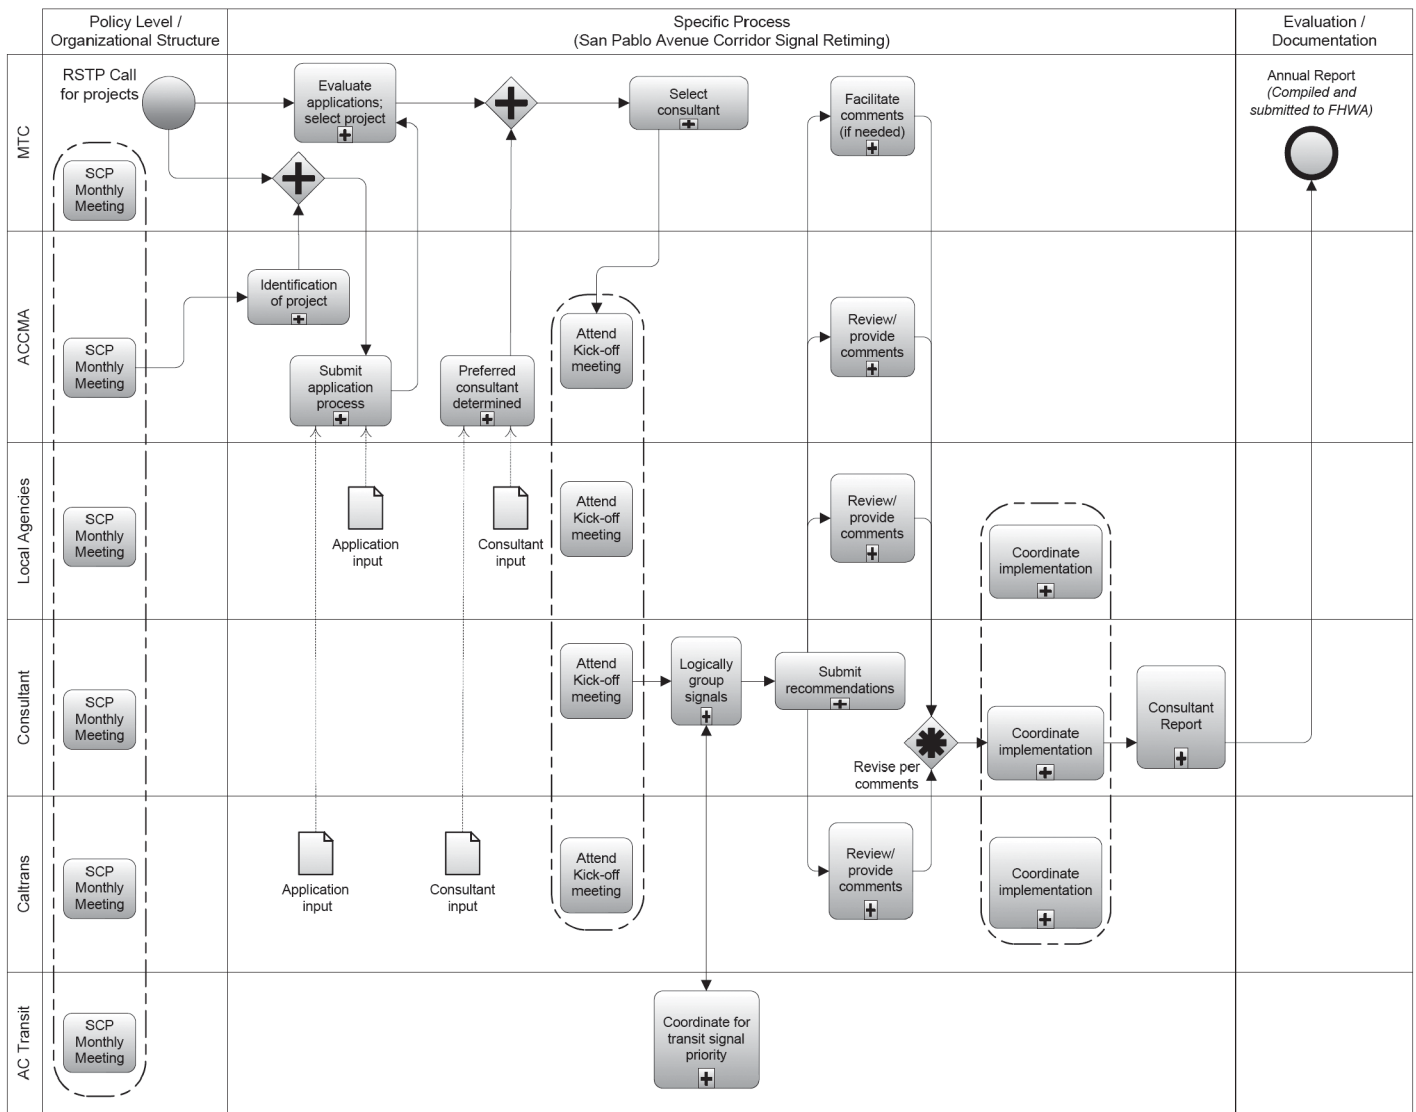 Policy Level /
Organizational Structure
Specific Process
(San Pablo Avenue Corridor Signal Retiming)
Evaluation /
Documentation
MTC
RSTP Call
for projects
Evaluate
applications;
select project
Select
consultant
Facilitate
comments
(if needed)
Annual Report
(Compiled and
submitted to FHWA)
SCP
Monthly
Meeting
ACCMA
SCP
Monthly
Meeting
Identification
of project
Submit
application
process
Preferred
consultant
determined
Attend
Kick-off
meeting
Review/
provide
comments
Local Agencies
SCP
Monthly
Meeting
Application
input
Consultant
input
Attend
Kick-off
meeting
Review/
provide
comments
Coordinate
implementation
Consultant
SCP
Monthly
Meeting
Attend
Kick-off
meeting
Logically
group
signals
Submit
recommendations
Revise per
comments
Coordinate
implementation
Consultant
Report
Caltrans
SCP
Monthly
Meeting
Application
input
Consultant
input
Attend
Kick-off
meeting
Review/
provide
comments
Coordinate
implementation
AC Transit
SCP
Monthly
Meeting
Coordinate for
transit signal
priority